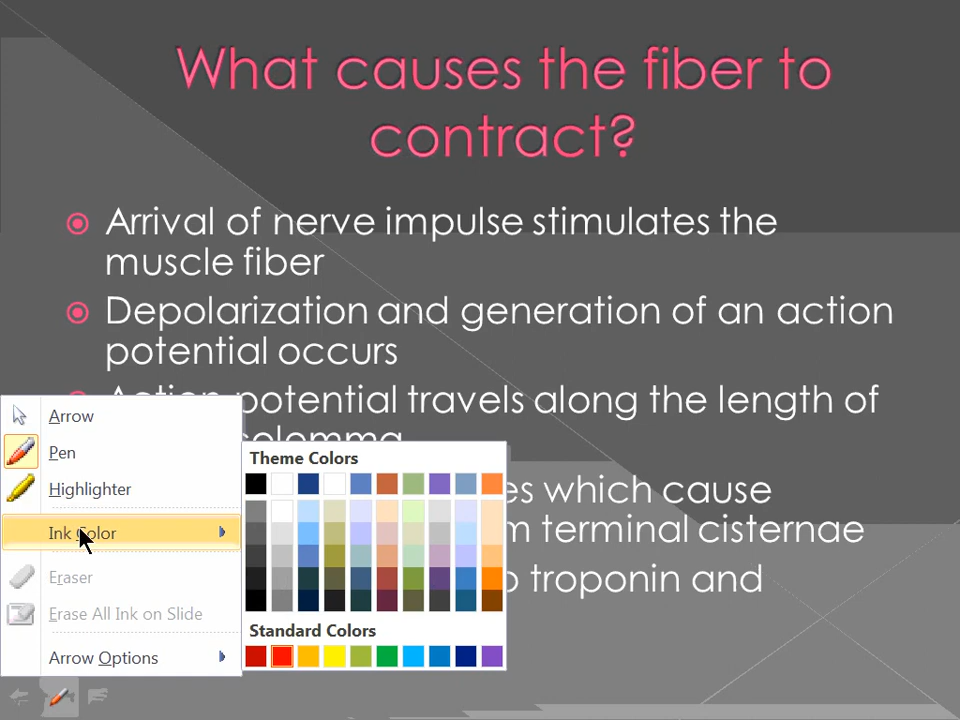 What causes the fiber to
contract?
Arrival of nerve impulse stimulates the
muscle fiber
Depolarization and generation of an action
potential occurs
Action potential travels along the length of
es which cause
m terminal cisternae
troponin and
Arrow
Pen
Highlighter
Ink Color
Eraser
Erase All Ink on Slide
Arrow Options
Theme Colors
Standard Colors